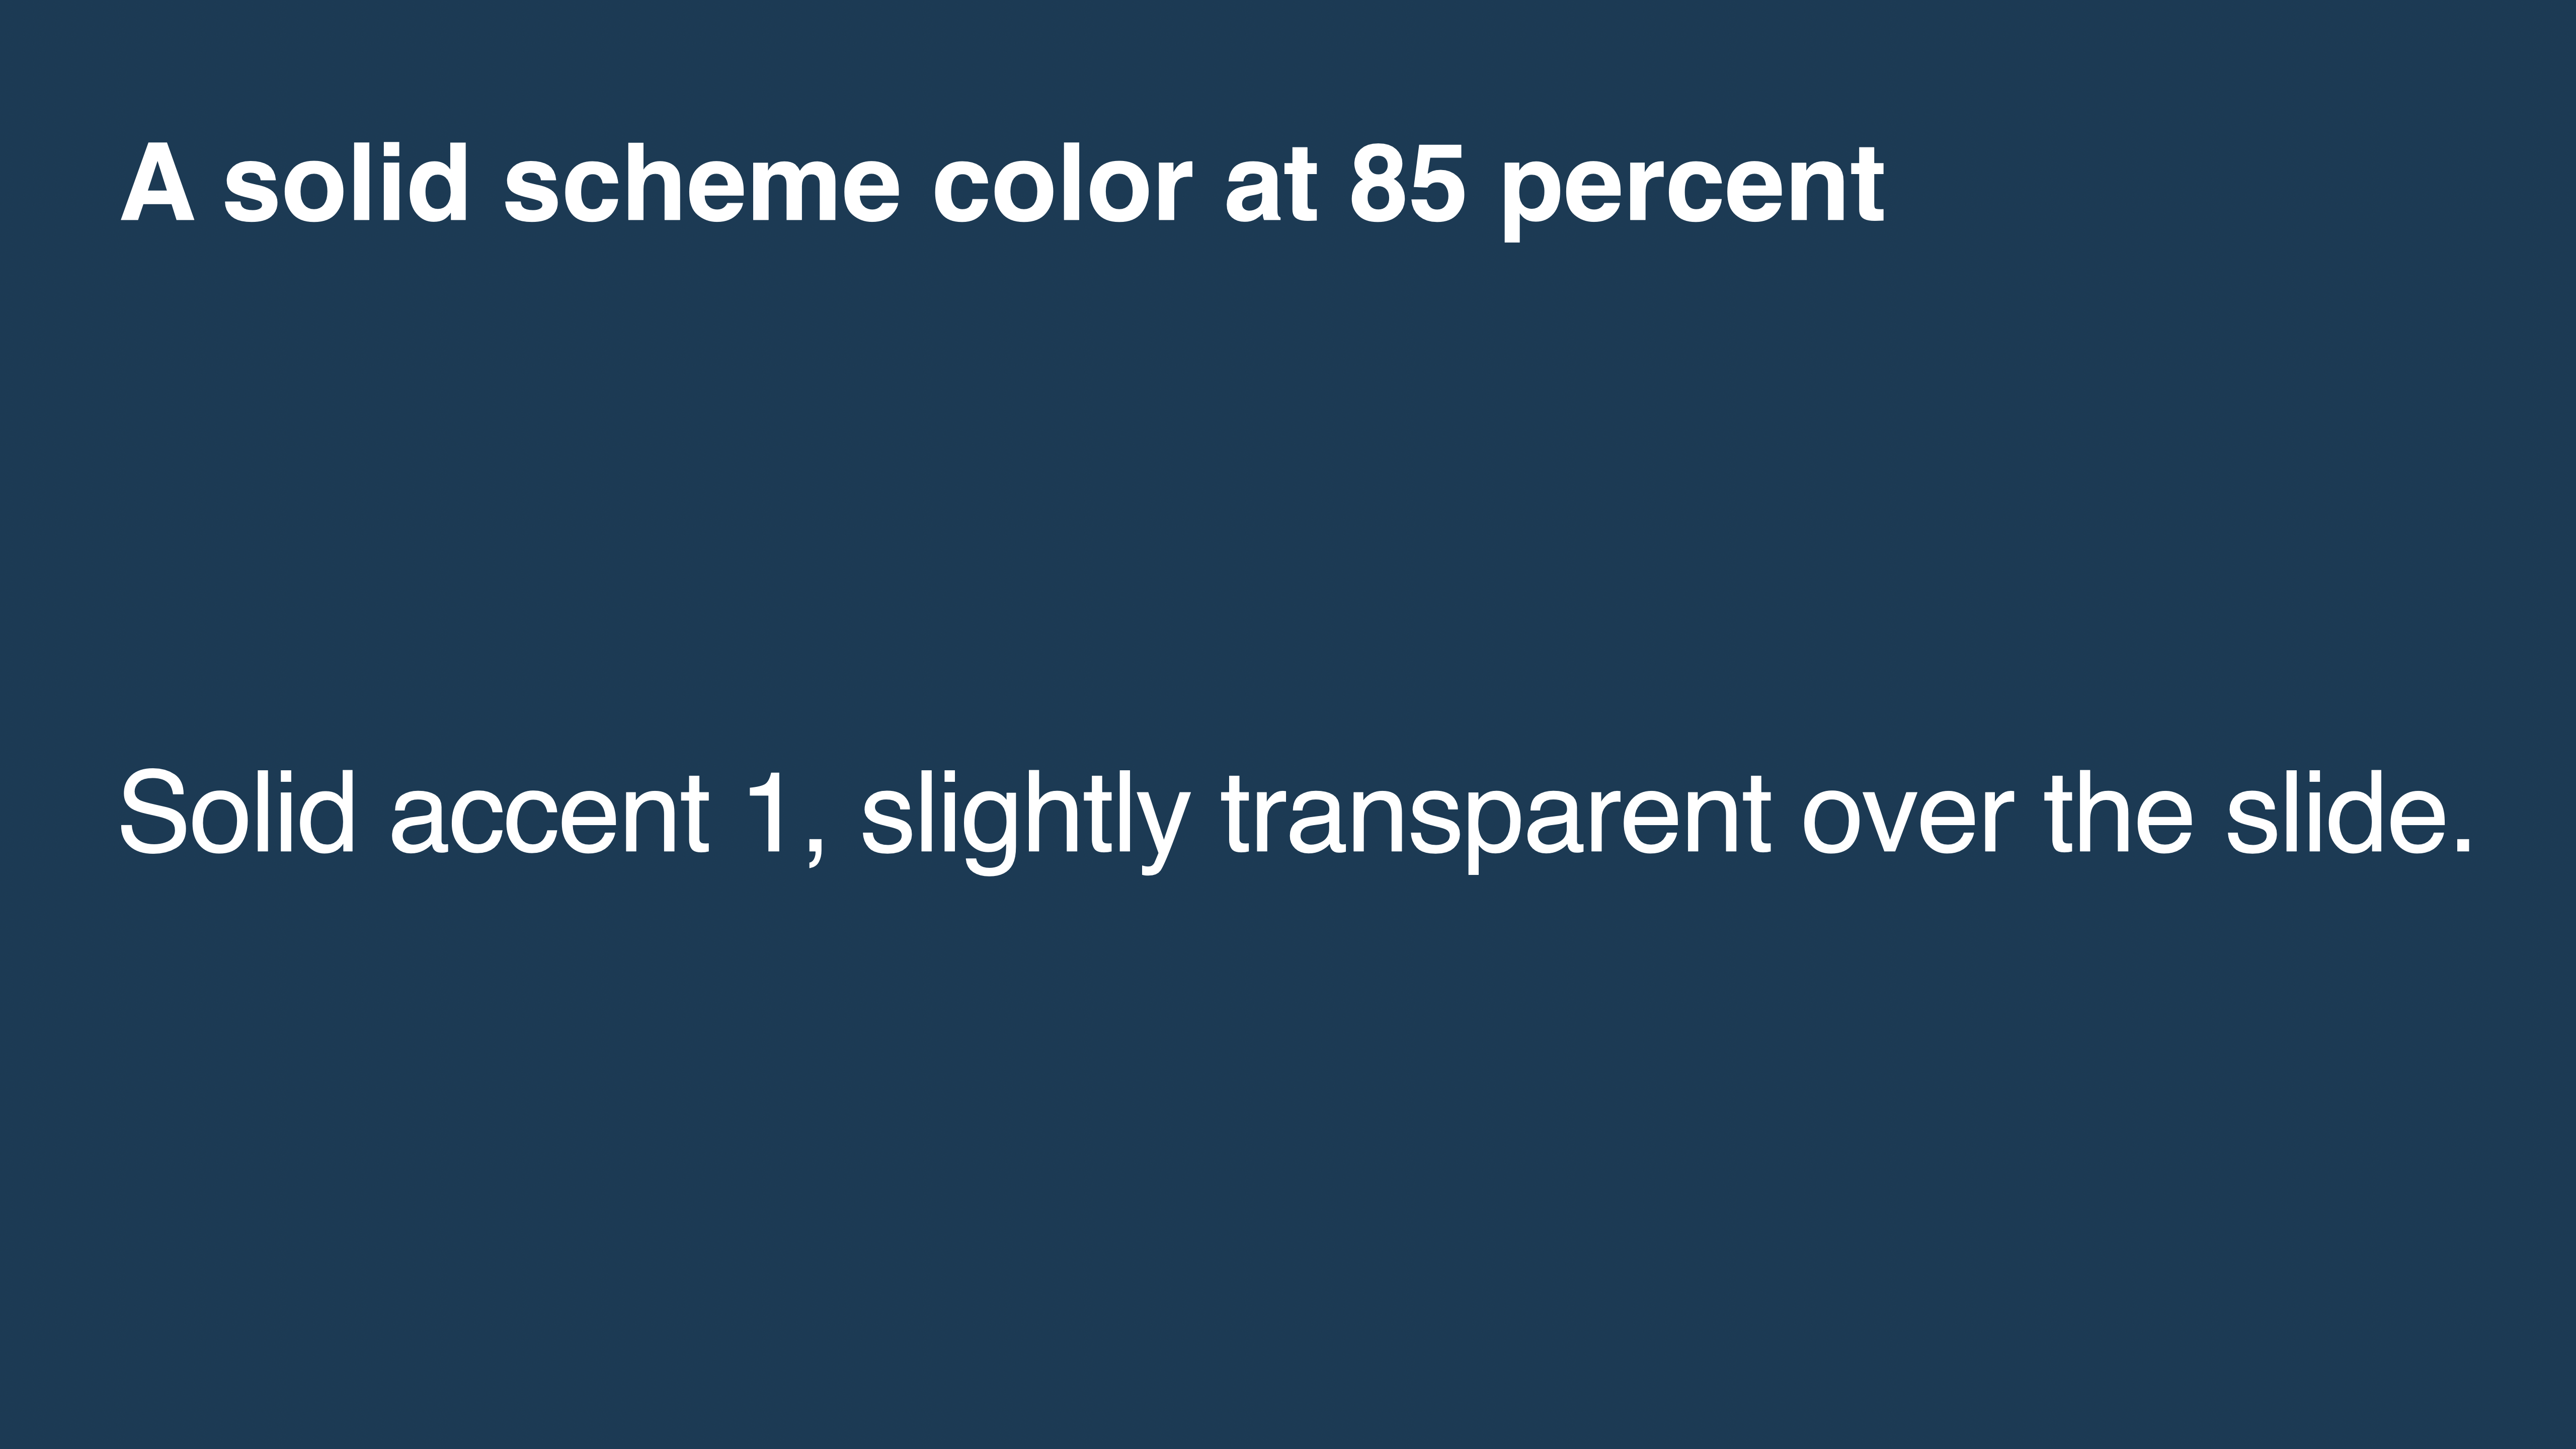 A solid scheme color at 85 percent
Solid accent 1, slightly transparent over the slide.